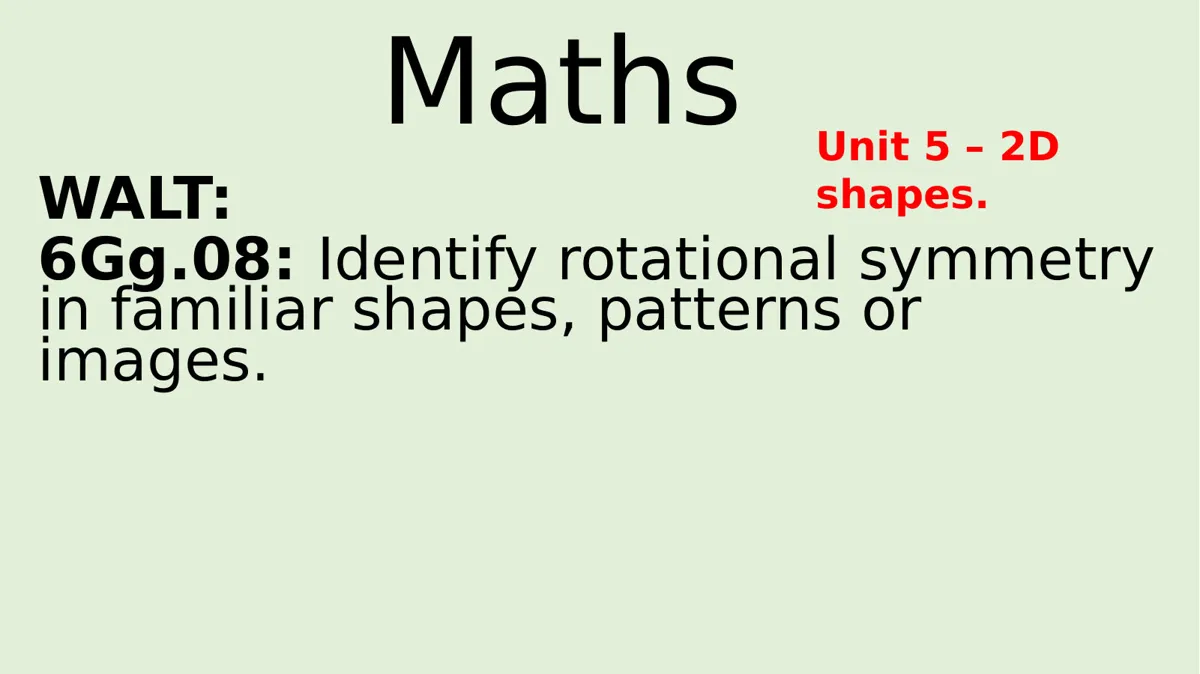 Maths
Unit 5 – 2D
shapes.
WALT:
6Gg.08: Identify rotational symmetry
in familiar shapes, patterns or
images.